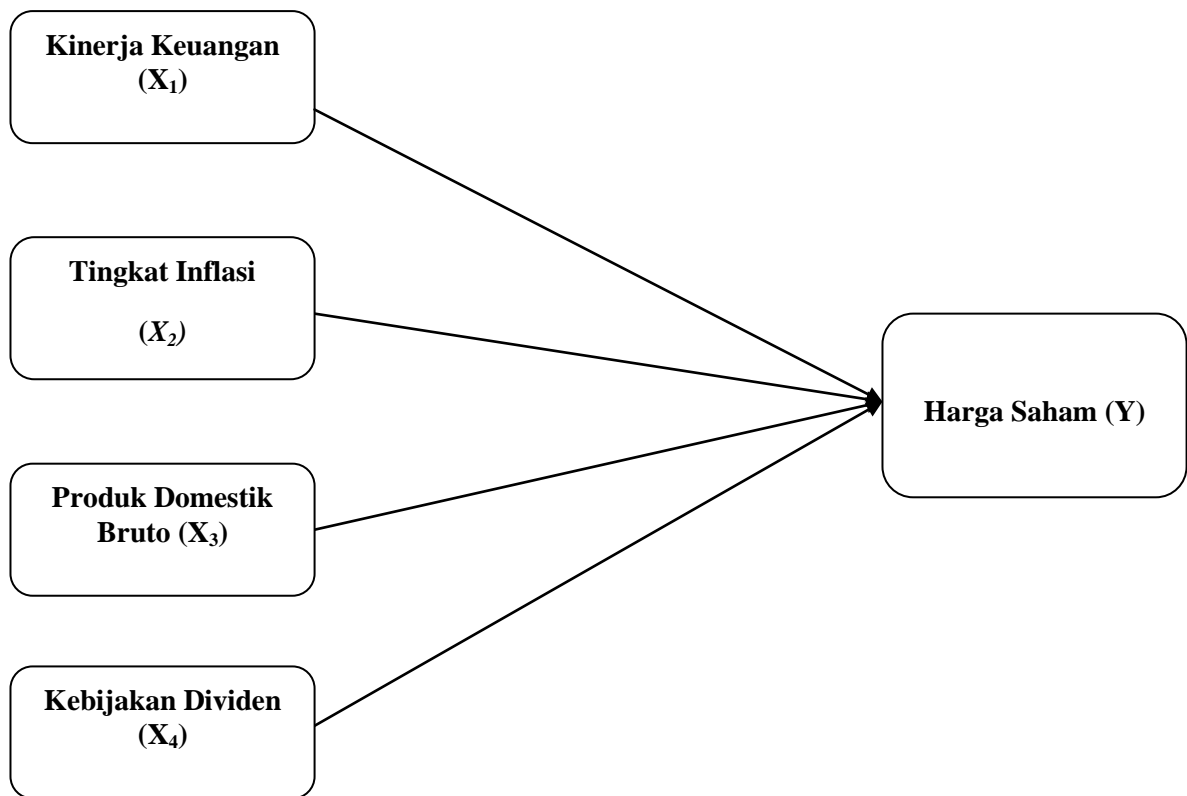 Kinerja Keuangan
(X₁)
Tingkat Inflasi
(X₂)
Produk Domestik
Bruto (X₃)
Kebijakan Dividen
(X₄)
Harga Saham (Y)